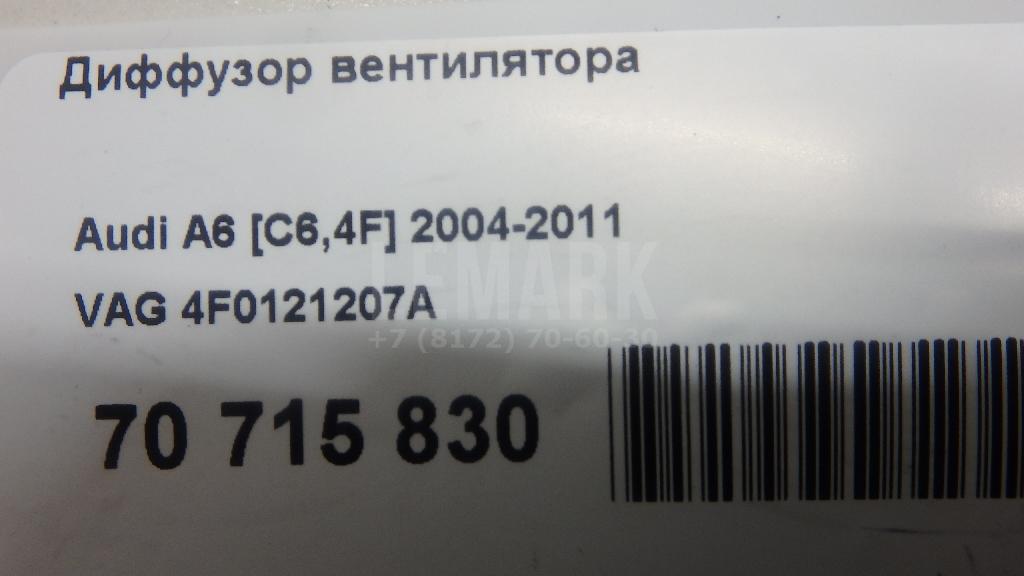 Диффузор вентилятора
Audi A6 [C6,4F] 2004-2011
LEMARK
VAG 4F0121207A
+7 (8172) 70-60-30
70 715 830